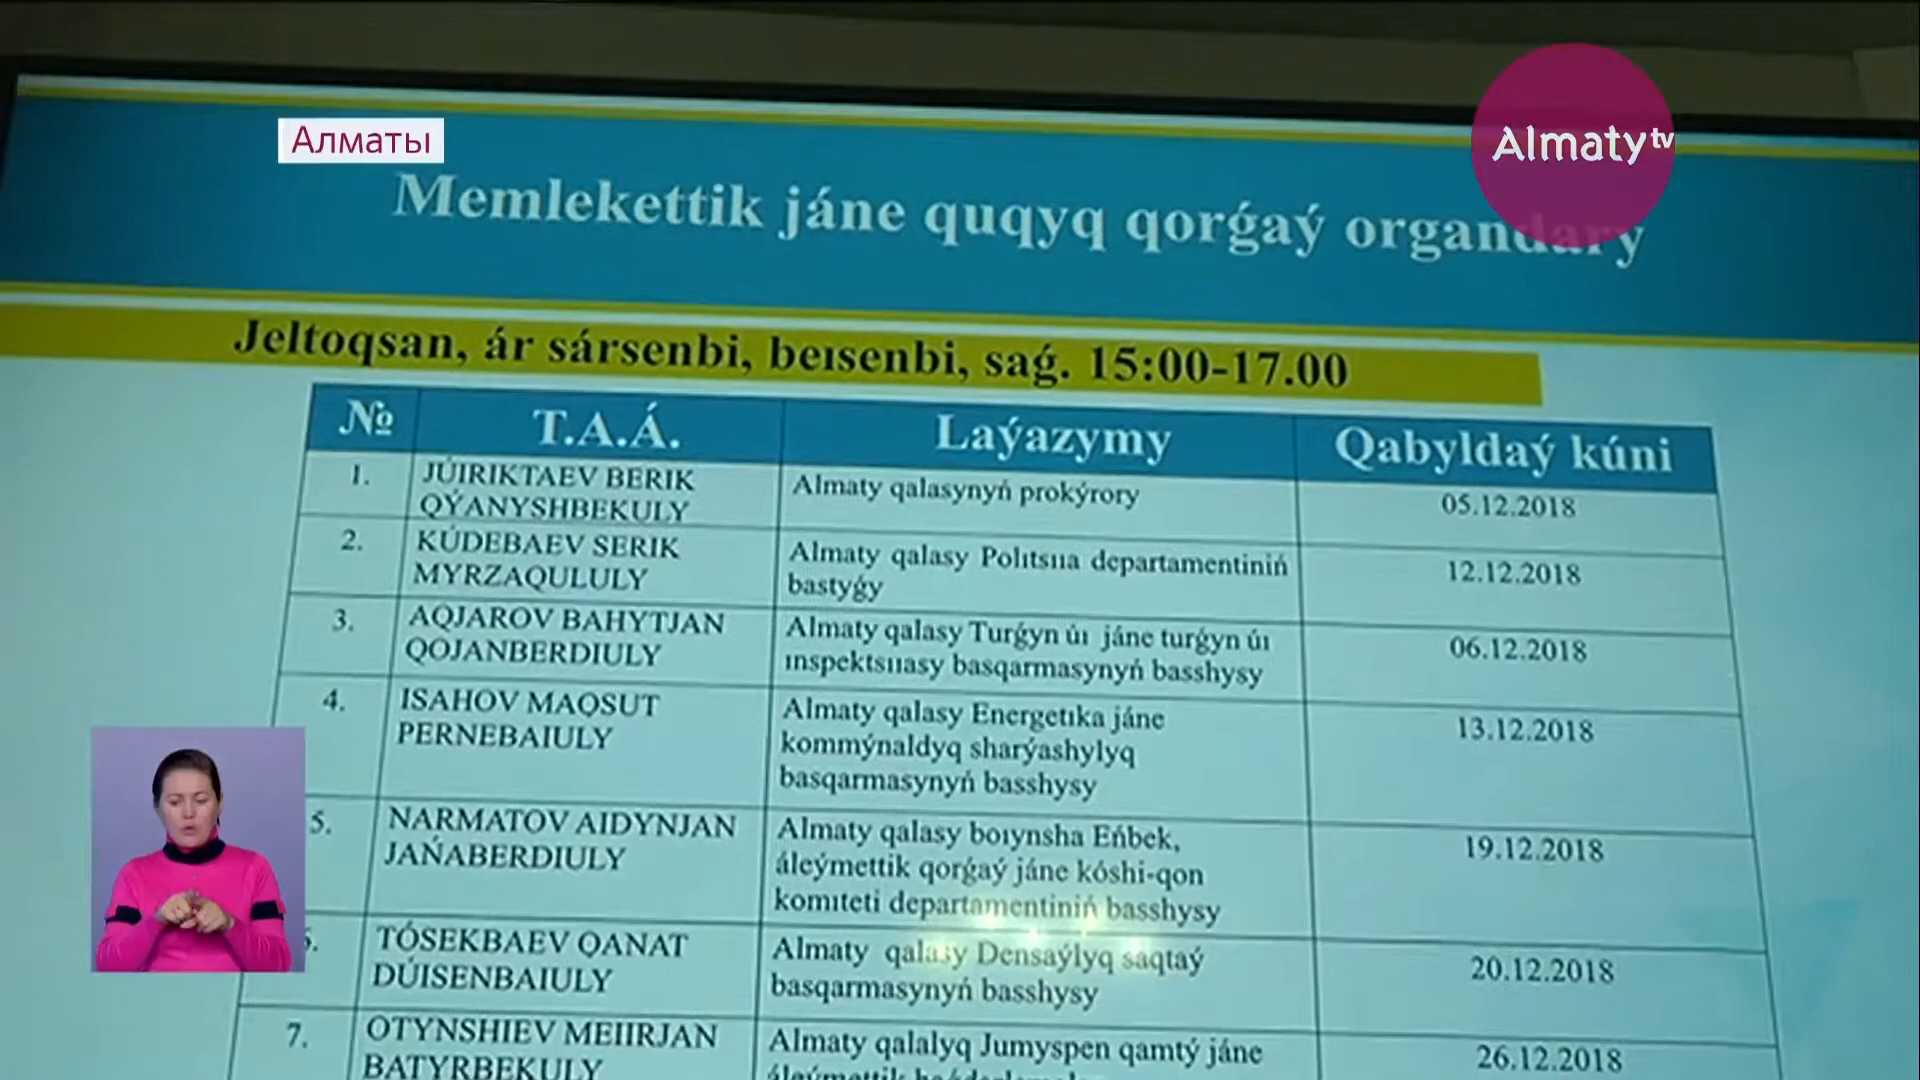 Алматы
Almaty tv
Memlekettik jáne quqyq qorǵaý organdary
Jeltoqsan, ár sársenbi, beısenbi, saǵ. 15:00-17.00
№ T.A.Á. Laýazymy Qabyldaý kúni
1. JÚIRIKTAEV BERIK
QÝANYSHBEKULY
Almaty qalasynyń prokýrory
05.12.2018
2. KÚDEBAEV SERIK
MYRZAQULULY
Almaty qalasy Polıtsııa departamentiniń
bastyǵy
12.12.2018
3. AQJAROV BAHYTJAN
QOJANBERDIULY
Almaty qalasy Turǵyn úı jáne turǵyn úı
ınspektsııasy basqarmasynyń basshysy
06.12.2018
4. ISAHOV MAQSUT
PERNEBAIULY
Almaty qalasy Energetıka jáne
kommýnaldyq sharýashylyq
basqarmasynyń basshysy
13.12.2018
5. NARMATOV AIDYNJAN
JAŃABERDIULY
Almaty qalasy boıynsha Eńbek,
áleýmettik qorǵaý jáne kóshi-qon
komıteti departamentiniń basshysy
19.12.2018
6. TÓSEKBAEV QANAT
DÚISENBAIULY
Almaty qalasy Densaýlyq saqtaý
basqarmasynyń basshysy
20.12.2018
7. OTYNSHIEV MEIIRJAN
BATYRBEKULY
Almaty qalalyq Jumyspen qamtý jáne
26.12.2018